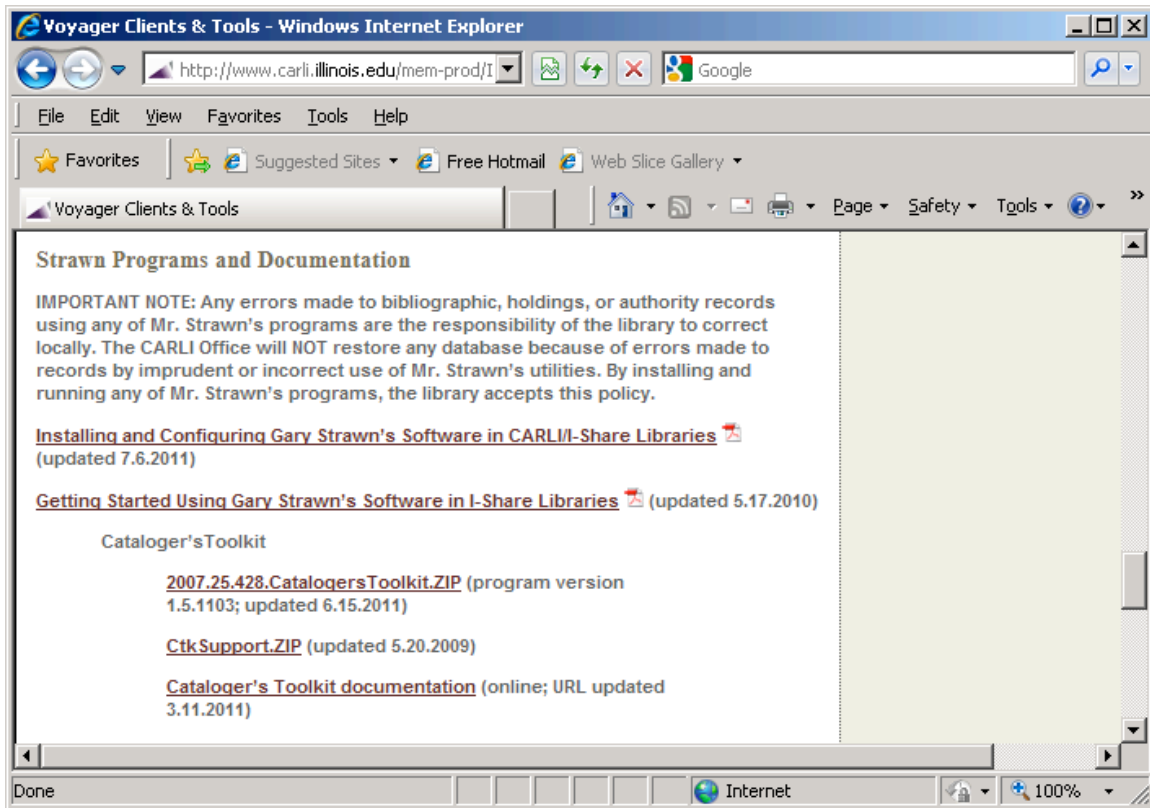 Voyager Clients & Tools - Windows Internet Explorer
http://www.carli.illinois.edu/mem-prod/I
Google
File Edit View Favorites Tools Help
Favorites Suggested Sites Free Hotmail Web Slice Gallery
Voyager Clients & Tools Page Safety Tools »
Strawn Programs and Documentation
IMPORTANT NOTE: Any errors made to bibliographic, holdings, or authority records
using any of Mr. Strawn's programs are the responsibility of the library to correct
locally. The CARLI Office will NOT restore any database because of errors made to
records by imprudent or incorrect use of Mr. Strawn's utilities. By installing and
running any of Mr. Strawn's programs, the library accepts this policy.
Installing and Configuring Gary Strawn's Software in CARLI/I-Share Libraries
(updated 7.6.2011)
Getting Started Using Gary Strawn's Software in I-Share Libraries (updated 5.17.2010)
Cataloger'sToolkit
2007.25.428.CatalogersToolkit.ZIP (program version
1.5.1103; updated 6.15.2011)
CtkSupport.ZIP (updated 5.20.2009)
Cataloger's Toolkit documentation (online; URL updated
3.11.2011)
Done Internet 100%